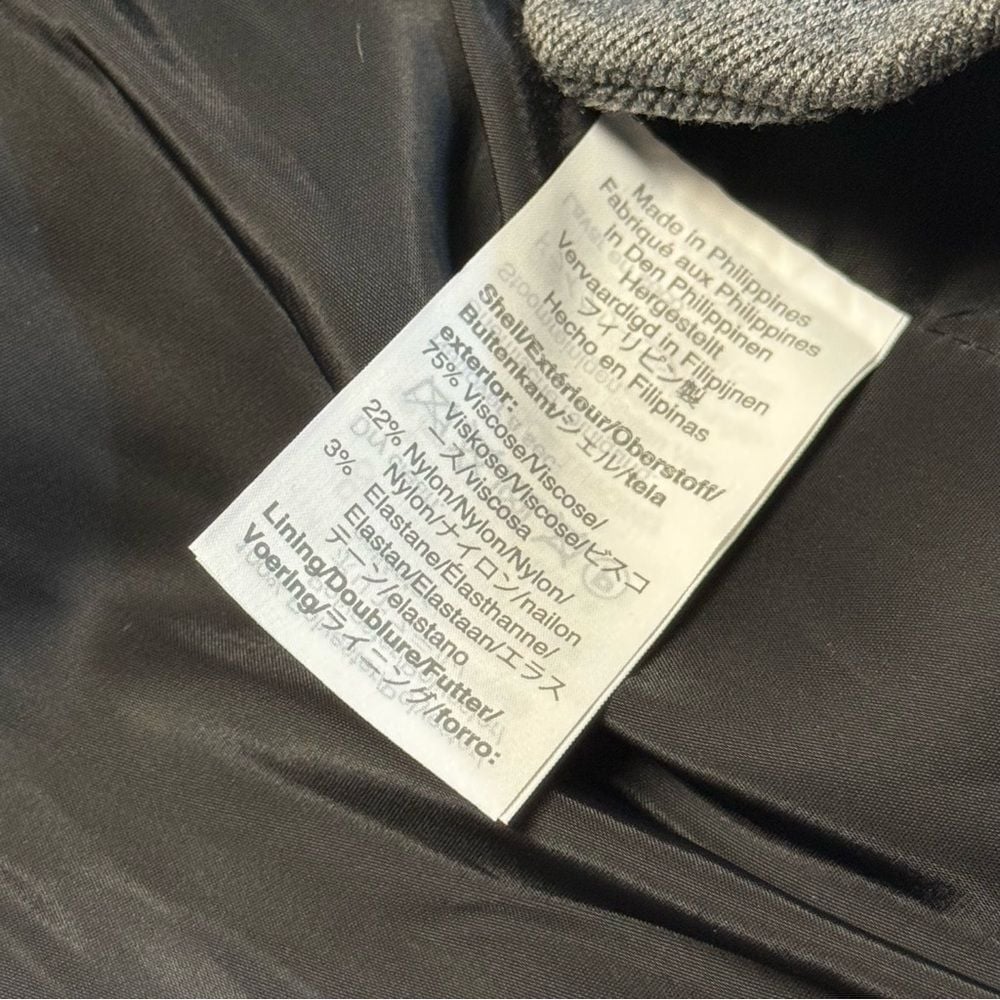 Made in Philippines
Fabriqué aux Philippines
in Den Philippinen
Hergestellt
Vervaardigd in Filipijnen
フィリピン製
Hecho en Filipinas
Shell/Extérieur/Oberstoff/
Buitenkant/シェル/tela
exterior:
75% Viscose/Viscose/
Viskose/Viscose/ビスコ
ース/viscosa
22% Nylon/Nylon/Nylon/
Nylon/ナイロン/nailon
3% Elastane/Élasthanne/
Elastan/Elastaan/エラス
テーン/elastano
Lining/Doublure/Futter/
Voering/ライニング/forro: